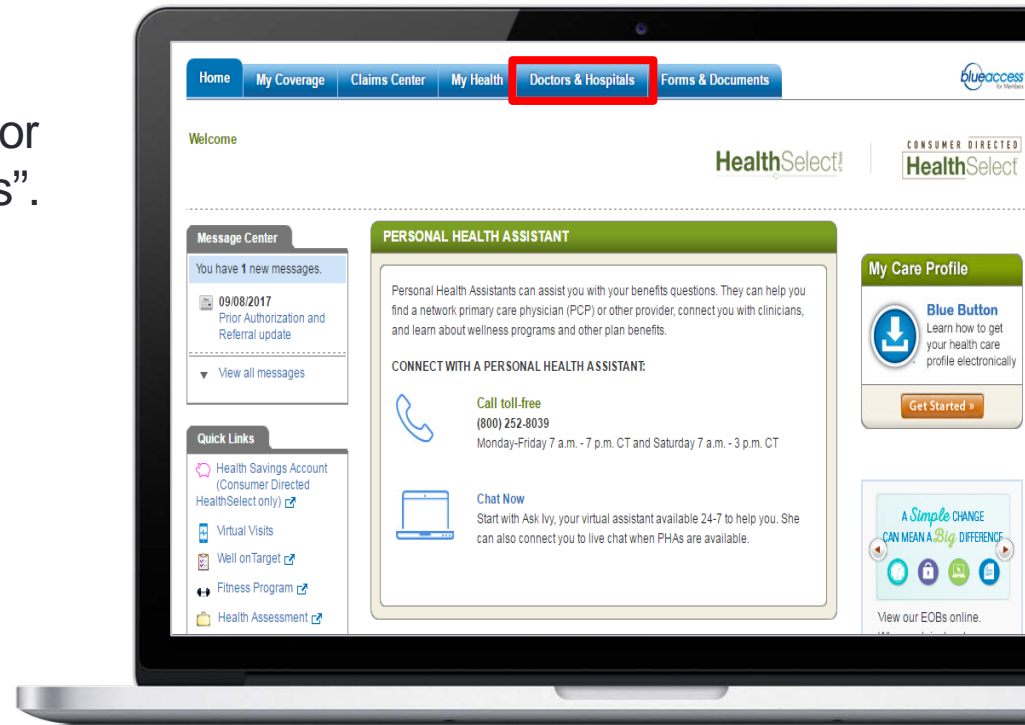 or
s”.
Home My Coverage Claims Center My Health Doctors & Hospitals Forms & Documents
blueaccess
for Members
Welcome
HealthSelect
CONSUMER DIRECTED
HealthSelect
Message Center
You have 1 new messages.
09/08/2017
Prior Authorization and
Referral update
View all messages
Quick Links
Health Savings Account
(Consumer Directed
HealthSelect only)
Virtual Visits
Well onTarget
Fitness Program
Health Assessment
PERSONAL HEALTH ASSISTANT
Personal Health Assistants can assist you with your benefits questions. They can help you
find a network primary care physician (PCP) or other provider, connect you with clinicians,
and learn about wellness programs and other plan benefits.
CONNECT WITH A PERSONAL HEALTH ASSISTANT:
Call toll-free
(800) 252-8039
Monday-Friday 7 a.m. - 7 p.m. CT and Saturday 7 a.m. - 3 p.m. CT
Chat Now
Start with Ask Ivy, your virtual assistant available 24-7 to help you. She
can also connect you to live chat when PHAs are available.
My Care Profile
Blue Button
Learn how to get
your health care
profile electronically
Get Started »
A Simple CHANGE
CAN MEAN A Big DIFFERENCE
View our EOBs online.